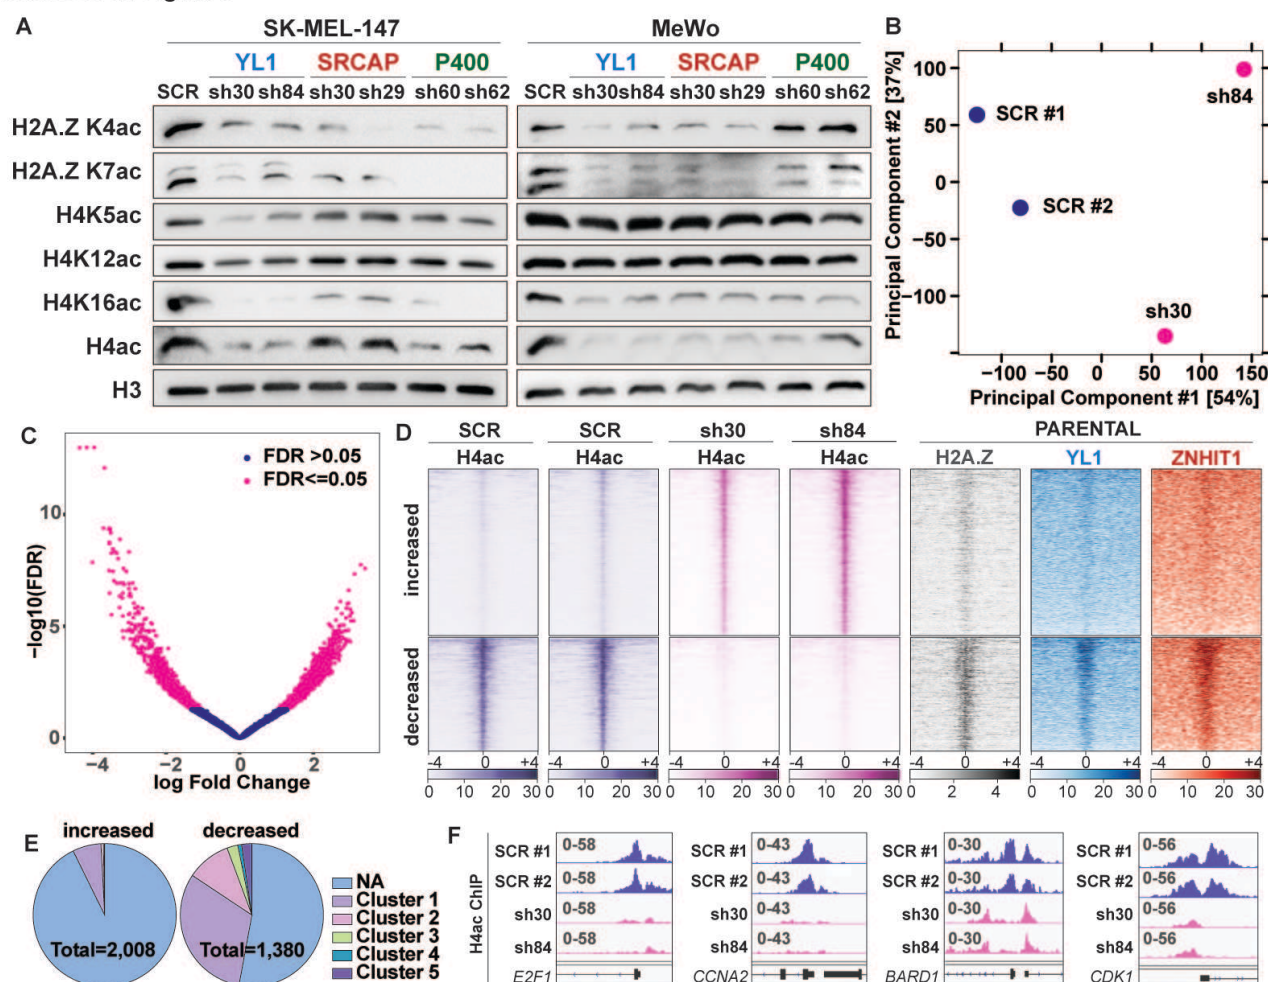 A
SK-MEL-147
MeWo
YL1 SRCAP P400
YL1 SRCAP P400
SCR sh30 sh84 sh30 sh29 sh60 sh62
SCR sh30 sh84 sh30 sh29 sh60 sh62
H2A.Z K4ac
H2A.Z K7ac
H4K5ac
H4K12ac
H4K16ac
H4ac
H3
B
Principal Component #2 [37%]
100
50
0
−50
−100
sh84
SCR #1
SCR #2
sh30
−100 −50 0 50 100 150
Principal Component #1 [54%]
C
FDR >0.05
FDR<=0.05
−log10(FDR)
10
5
0
−4 −2 0 2
log Fold Change
D
SCR SCR sh30 sh84 PARENTAL
H4ac H4ac H4ac H4ac H2A.Z YL1 ZNHIT1
increased
decreased
−4 0 +4 −4 0 +4 −4 0 +4 −4 0 +4 −4 0 +4 −4 0 +4 −4 0 +4
0 10 20 30 0 10 20 30 0 10 20 30 0 10 20 30 0 2 4 0 10 20 30 0 10 20 30
E
increased
decreased
Total=2,008
Total=1,380
NA
Cluster 1
Cluster 2
Cluster 3
Cluster 4
Cluster 5
F
H4ac ChIP
SCR #1 0-58
SCR #2 0-58
sh30 0-58
sh84 0-58
E2F1
SCR #1 0-43
SCR #2 0-43
sh30 0-43
sh84 0-43
CCNA2
SCR #1 0-30
SCR #2 0-30
sh30 0-30
sh84 0-30
BARD1
SCR #1 0-56
SCR #2 0-56
sh30 0-56
sh84 0-56
CDK1